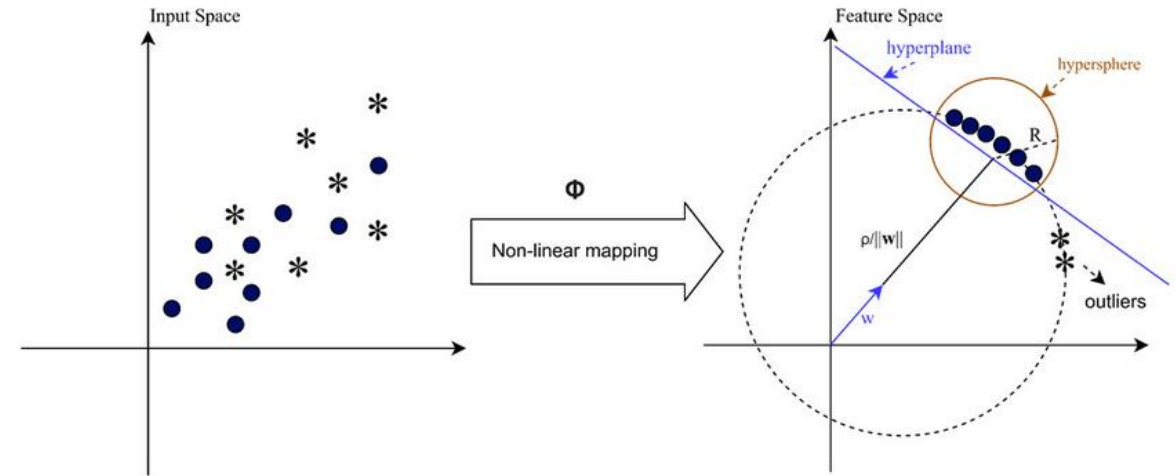 Input Space
Φ
Non-linear mapping
Feature Space
hyperplane
hypersphere
R
ρ/||w||
w
outliers